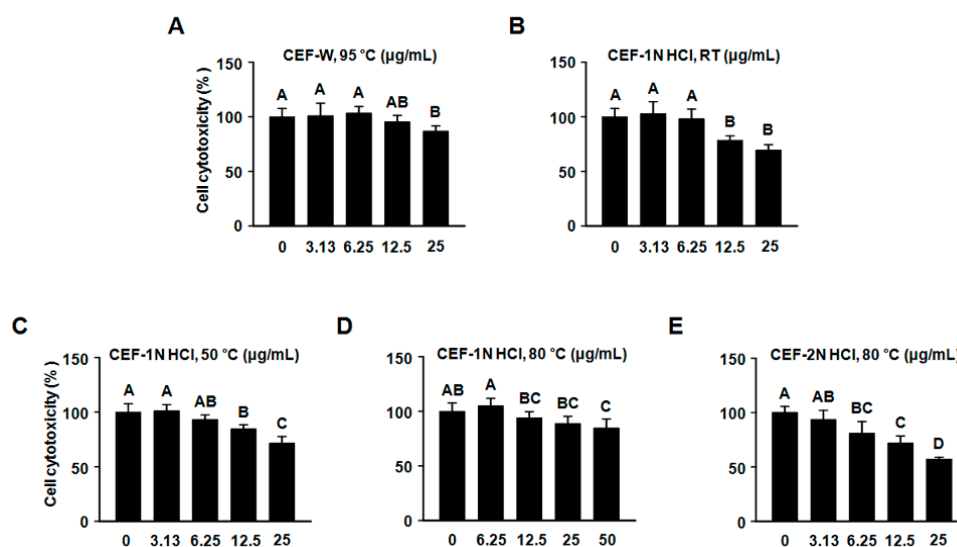 A
CEF-W, 95 °C (µg/mL)
Cell cytotoxicity (%)
150
100
50
0
A A A AB B
0 3.13 6.25 12.5 25
B
CEF-1N HCl, RT (µg/mL)
150
100
50
0
A A A B B
0 3.13 6.25 12.5 25
C
CEF-1N HCl, 50 °C (µg/mL)
Cell cytotoxicity (%)
150
100
50
0
A A AB B C
0 3.13 6.25 12.5 25
D
CEF-1N HCl, 80 °C (µg/mL)
150
100
50
0
AB A BC BC C
0 6.25 12.5 25 50
E
CEF-2N HCl, 80 °C (µg/mL)
150
100
50
0
A AB BC C D
0 3.13 6.25 12.5 25